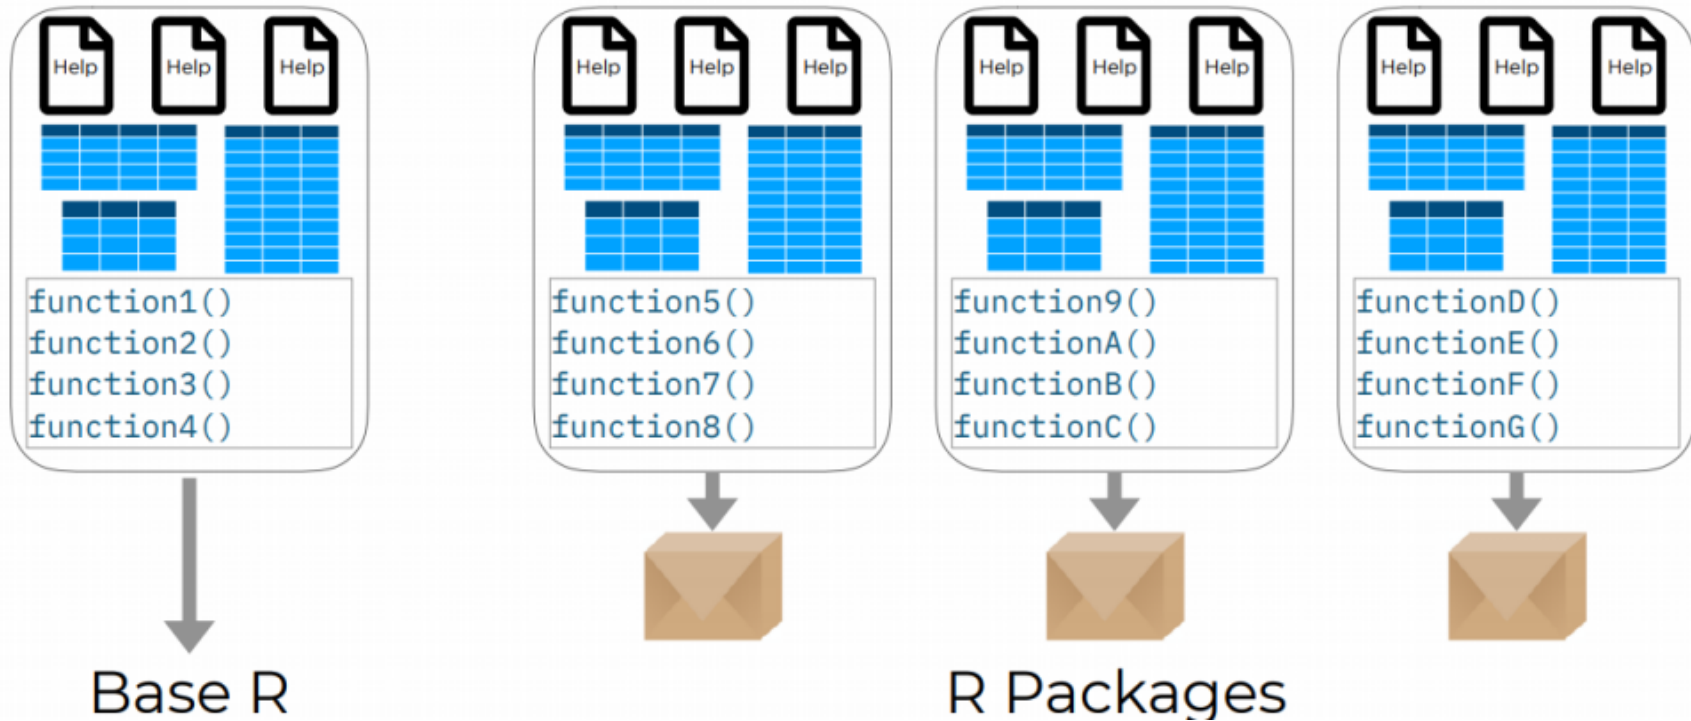 Help Help Help
function1()
function2()
function3()
function4()
Base R
Help Help Help
function5()
function6()
function7()
function8()
Help Help Help
function9()
functionA()
functionB()
functionC()
Help Help Help
functionD()
functionE()
functionF()
functionG()
R Packages